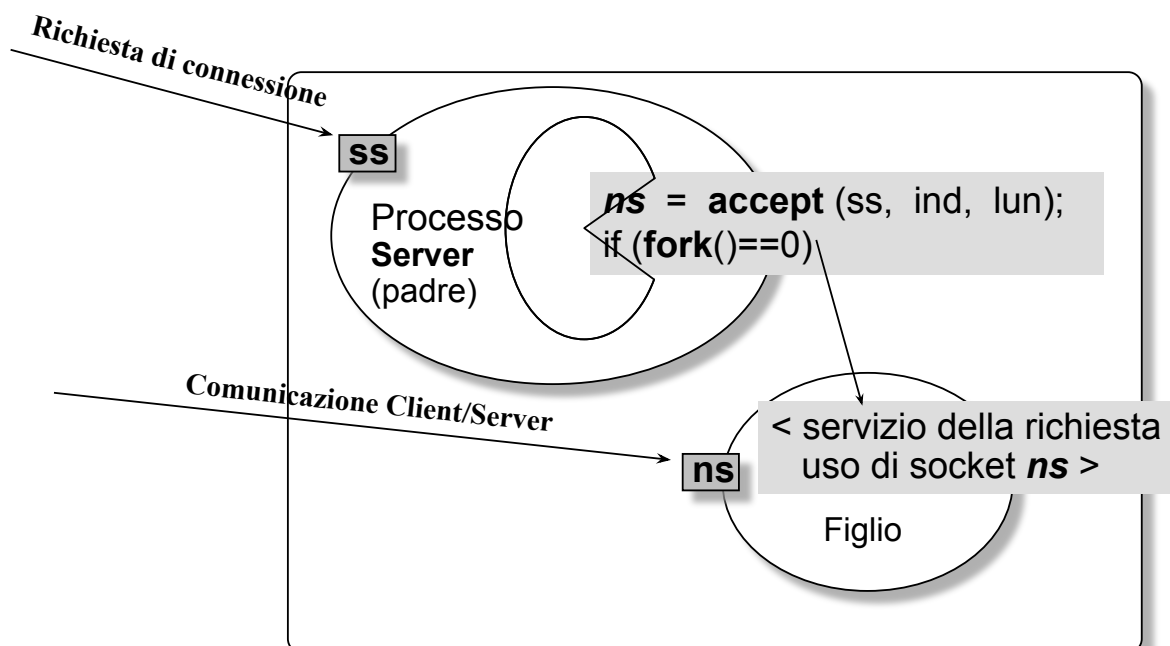 Richiesta di connessione
ss
Processo
Server
(padre)
ns = accept (ss, ind, lun);
if (fork()==0)
Comunicazione Client/Server
< servizio della richiesta
uso di socket ns >
ns
Figlio